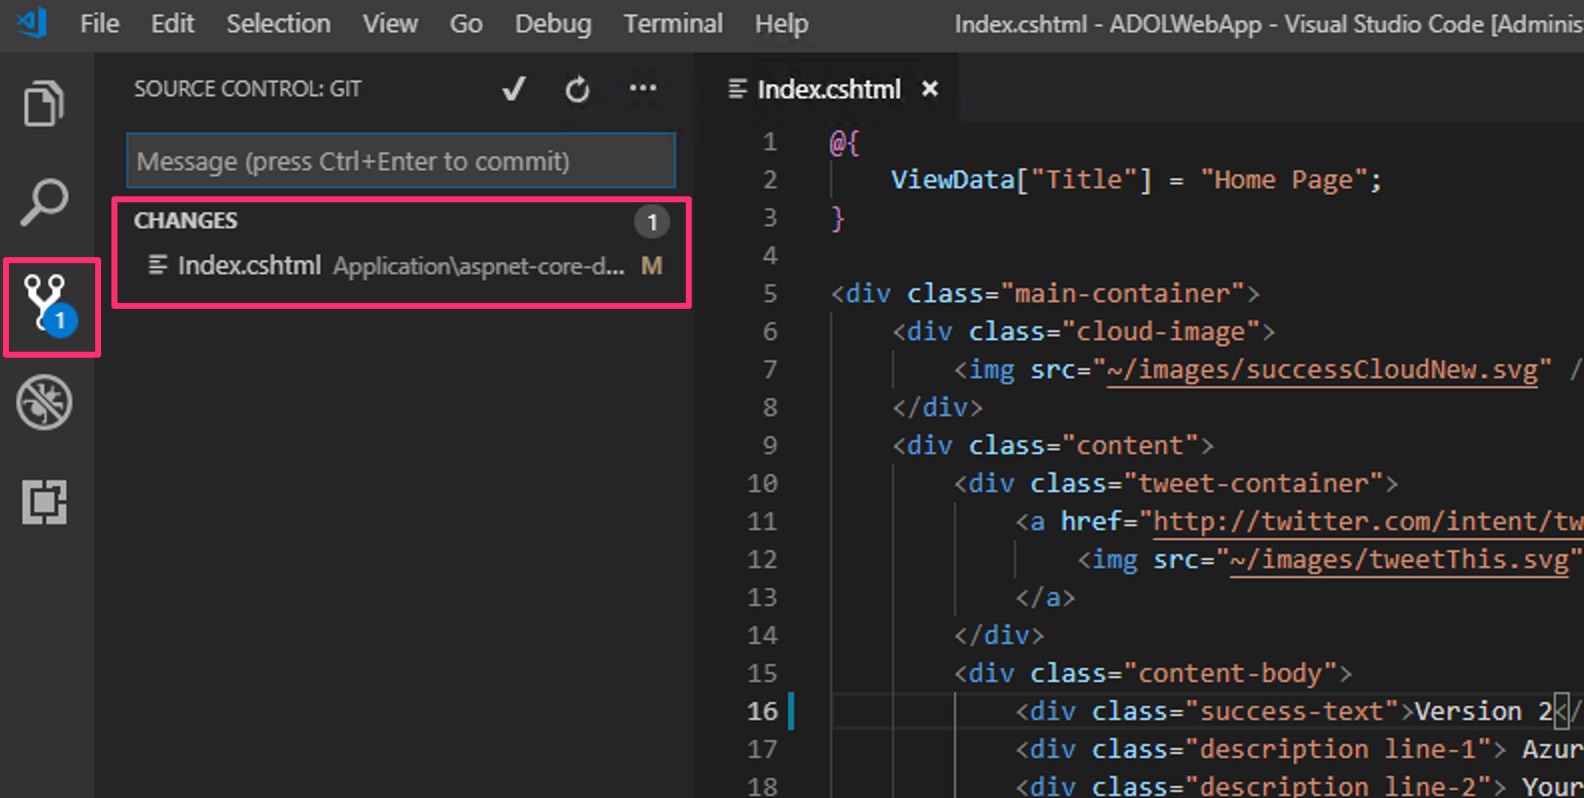 File Edit Selection View Go Debug Terminal Help Index.cshtml - ADOLWebApp - Visual Studio Code [Adminis
SOURCE CONTROL: GIT
Message (press Ctrl+Enter to commit)
CHANGES 1
Index.cshtml Application\aspnet-core-d... M
1
Index.cshtml ×
1 @{
2 ViewData["Title"] = "Home Page";
3 }
4
5 <div class="main-container">
6 <div class="cloud-image">
7 <img src="~/images/successCloudNew.svg" /
8 </div>
9 <div class="content">
10 <div class="tweet-container">
11 <a href="http://twitter.com/intent/tw
12 <img src="~/images/tweetThis.svg"
13 </a>
14 </div>
15 <div class="content-body">
16 <div class="success-text">Version 2</
17 <div class="description line-1"> Azur
18 <div class="description line-2"> Your